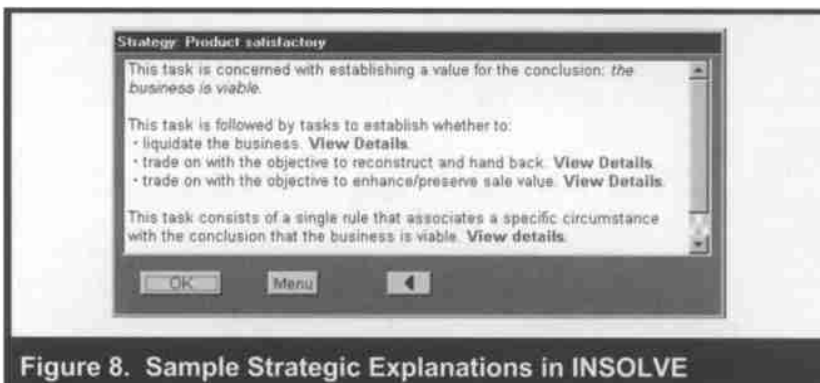 Strategy: Product satisfactory
This task is concerned with establishing a value for the conclusion: the
business is viable.
This task is followed by tasks to establish whether to:
• liquidate the business. View Details.
• trade on with the objective to reconstruct and hand back. View Details.
• trade on with the objective to enhance/preserve sale value. View Details.
This task consists of a single rule that associates a specific circumstance
with the conclusion that the business is viable. View details.
OK Menu
Figure 8. Sample Strategic Explanations in INSOLVE